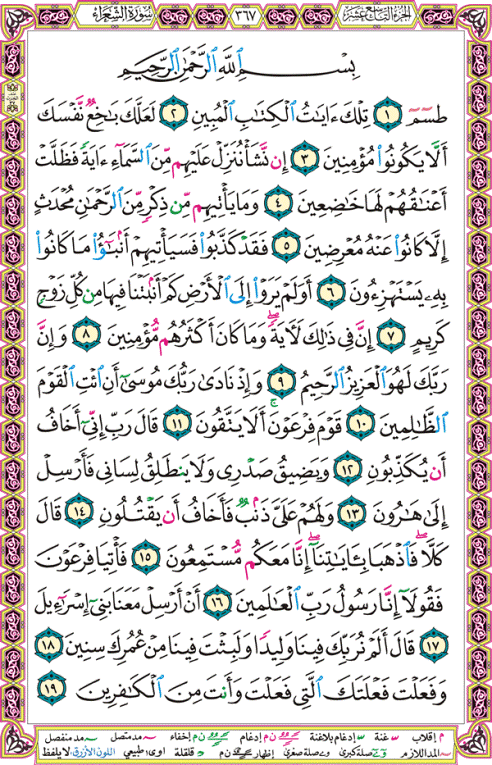 الجزء التاسع عشر ٣٦٧ سورة الشعراء
بِسْمِ ٱللَّهِ ٱلرَّحْمَٰنِ ٱلرَّحِيمِ
طسٓمٓ ١ تِلْكَ ءَايَٰتُ ٱلْكِتَٰبِ ٱلْمُبِينِ ٢ لَعَلَّكَ بَٰخِعٌ نَّفْسَكَ
أَلَّا يَكُونُوا۟ مُؤْمِنِينَ ٣ إِن نَّشَأْ نُنَزِّلْ عَلَيْهِم مِّنَ ٱلسَّمَآءِ ءَايَةً فَظَلَّتْ
أَعْنَٰقُهُمْ لَهَا خَٰضِعِينَ ٤ وَمَا يَأْتِيهِم مِّن ذِكْرٍ مِّنَ ٱلرَّحْمَٰنِ مُحْدَثٍ
إِلَّا كَانُوا۟ عَنْهُ مُعْرِضِينَ ٥ فَقَدْ كَذَّبُوا۟ فَسَيَأْتِيهِمْ أَنۢبَٰٓؤُا۟ مَا كَانُوا۟
بِهِۦ يَسْتَهْزِءُونَ ٦ أَوَلَمْ يَرَوْا۟ إِلَى ٱلْأَرْضِ كَمْ أَنۢبَتْنَا فِيهَا مِن كُلِّ زَوْجٍ
كَرِيمٍ ٧ إِنَّ فِى ذَٰلِكَ لَءَايَةً ۖ وَمَا كَانَ أَكْثَرُهُم مُّؤْمِنِينَ ٨ وَإِنَّ
رَبَّكَ لَهُوَ ٱلْعَزِيزُ ٱلرَّحِيمُ ٩ وَإِذْ نَادَىٰ رَبُّكَ مُوسَىٰٓ أَنِ ٱئْتِ ٱلْقَوْمَ
ٱلظَّٰلِمِينَ ١٠ قَوْمَ فِرْعَوْنَ ۚ أَلَا يَتَّقُونَ ١١ قَالَ رَبِّ إِنِّىٓ أَخَافُ
أَن يُكَذِّبُونِ ١٢ وَيَضِيقُ صَدْرِى وَلَا يَنطَلِقُ لِسَانِى فَأَرْسِلْ
إِلَىٰ هَٰرُونَ ١٣ وَلَهُمْ عَلَىَّ ذَنۢبٌ فَأَخَافُ أَن يَقْتُلُونِ ١٤ قَالَ
كَلَّا ۖ فَٱذْهَبَا بِـَٔايَٰتِنَآ ۖ إِنَّا مَعَكُم مُّسْتَمِعُونَ ١٥ فَأْتِيَا فِرْعَوْنَ
فَقُولَآ إِنَّا رَسُولُ رَبِّ ٱلْعَٰلَمِينَ ١٦ أَنْ أَرْسِلْ مَعَنَا بَنِىٓ إِسْرَٰٓءِيلَ
١٧ قَالَ أَلَمْ نُرَبِّكَ فِينَا وَلِيدًا وَلَبِثْتَ فِينَا مِنْ عُمُرِكَ سِنِينَ ١٨
وَفَعَلْتَ فَعْلَتَكَ ٱلَّتِى فَعَلْتَ وَأَنتَ مِنَ ٱلْكَٰفِرِينَ ١٩
م إقلاب غنة إدغام بلاغنة ن م إدغام ن م إخفاء مد متصل مد منفصل
المد اللازم صلة كبرى وصلة صغرى إظهار ن م قلقلة طبيعي اللون الأزرق لا يلفظ